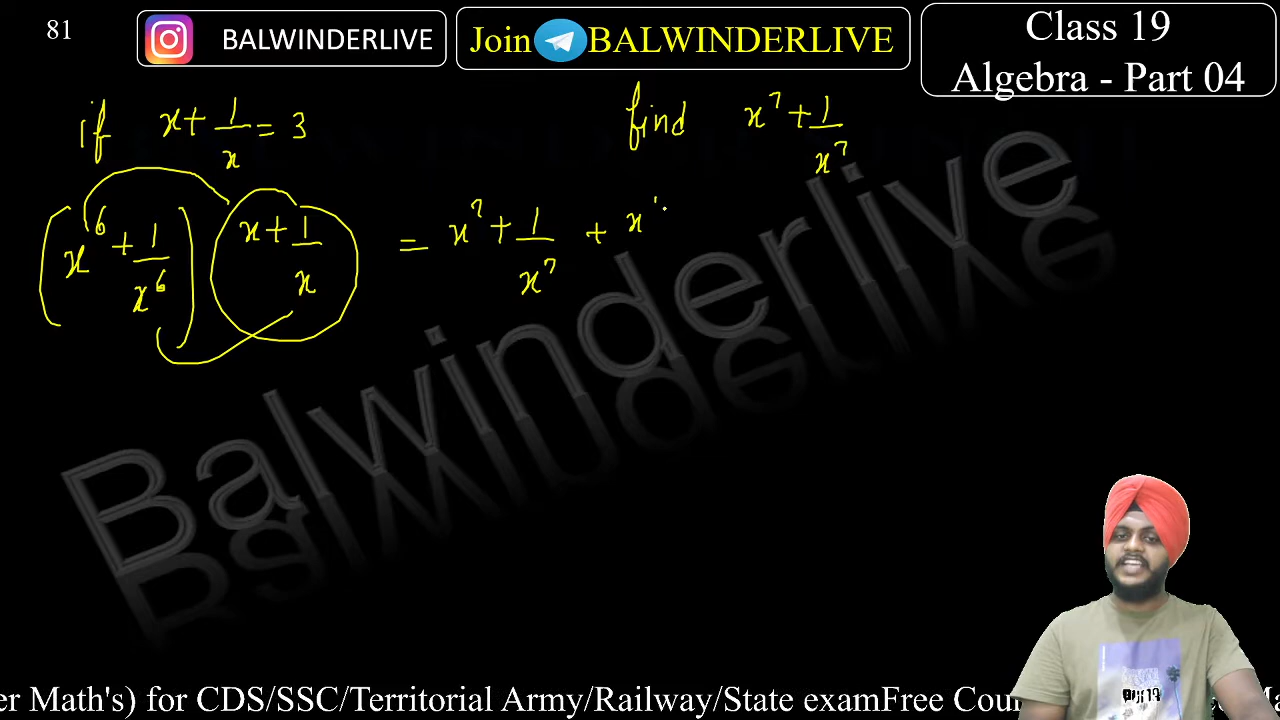 81
BALWINDERLIVE
Join BALWINDERLIVE
Class 19
Algebra - Part 04
if x + 1/x = 3 find x⁷ + 1/x⁷
(x⁶ + 1/x⁶) (x + 1/x) = x⁷ + 1/x⁷ + x
Balwinderlive
er Math's) for CDS/SSC/Territorial Army/Railway/State examFree Cou